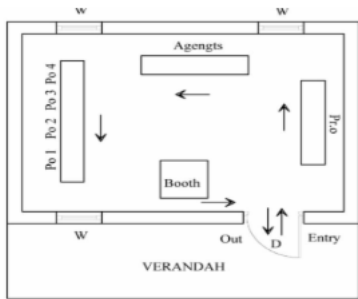 W
W
Agengts
Po 1 Po 2 Po 3 Po 4
Pr.o
Booth
W
Out
D
Entry
VERANDAH